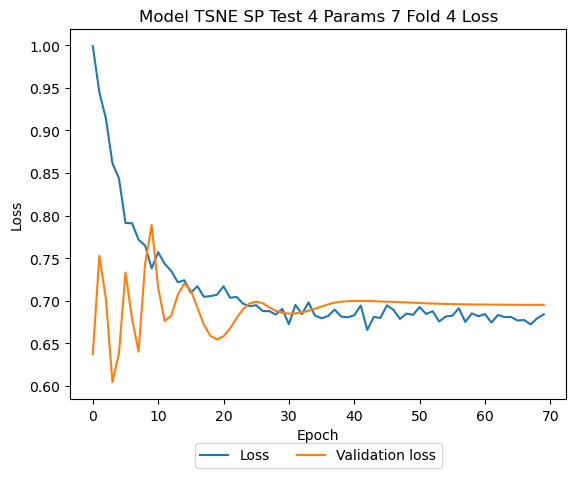 Model TSNE SP Test 4 Params 7 Fold 4 Loss
1.00
0.95
0.90
0.85
0.80
0.75
0.70
0.65
0.60
Loss
0 10 20 30 40 50 60 70
Epoch
Loss Validation loss